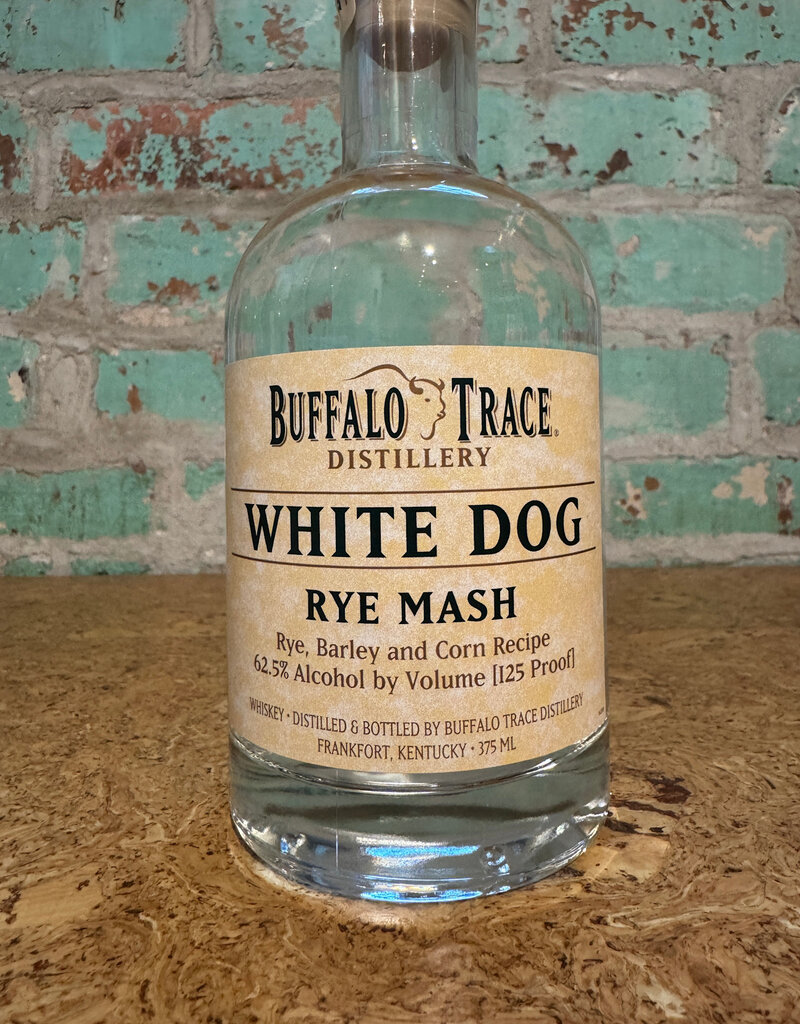 BUFFALO TRACE
DISTILLERY
WHITE DOG
RYE MASH
Rye, Barley and Corn Recipe
62.5% Alcohol by Volume [125 Proof]
WHISKEY • DISTILLED & BOTTLED BY BUFFALO TRACE DISTILLERY
FRANKFORT, KENTUCKY • 375 ML